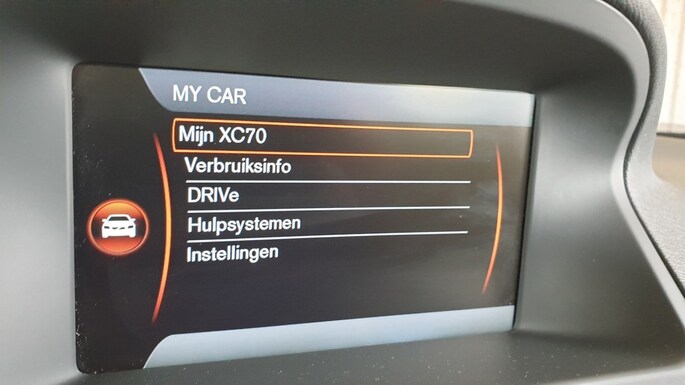 MY CAR
Mijn XC70
Verbruiksinfo
DRIVe
Hulpsystemen
Instellingen